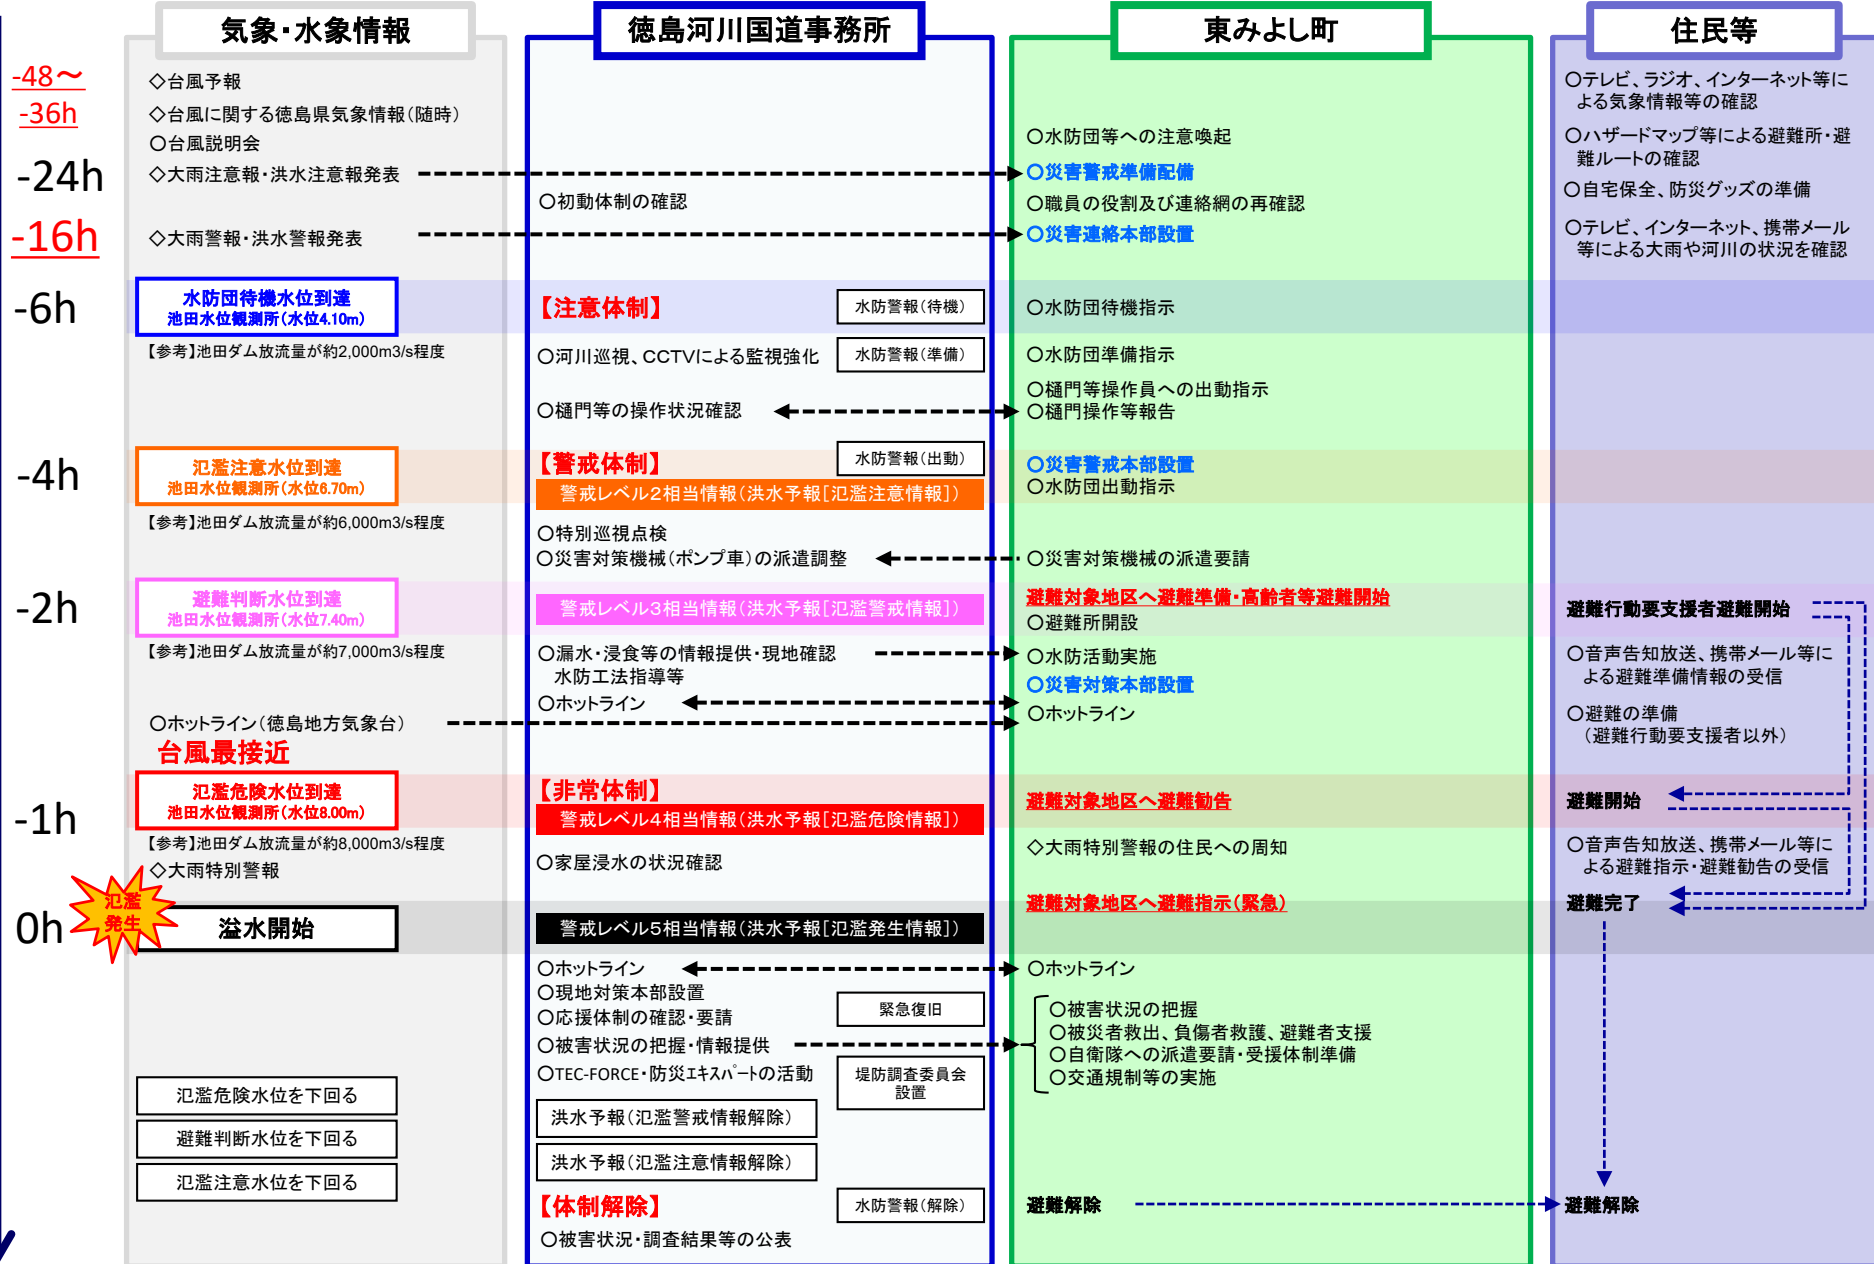 気象・水象情報
徳島河川国道事務所
東みよし町
住民等
-48～
-36h
-24h
-16h
-6h
-4h
-2h
-1h
0h
◇台風予報
◇台風に関する徳島県気象情報（随時）
○台風説明会
◇大雨注意報・洪水注意報発表
◇大雨警報・洪水警報発表
水防団待機水位到達
池田水位観測所（水位4.10m）
【参考】池田ダム放流量が約2,000m3/s程度
氾濫注意水位到達
池田水位観測所（水位6.70m）
【参考】池田ダム放流量が約6,000m3/s程度
避難判断水位到達
池田水位観測所（水位7.40m）
【参考】池田ダム放流量が約7,000m3/s程度
○ホットライン（徳島地方気象台）
台風最接近
氾濫危険水位到達
池田水位観測所（水位8.00m）
【参考】池田ダム放流量が約8,000m3/s程度
◇大雨特別警報
氾濫
発生
溢水開始
氾濫危険水位を下回る
避難判断水位を下回る
氾濫注意水位を下回る
○初動体制の確認
【注意体制】
水防警報（待機）
○河川巡視、CCTVによる監視強化
水防警報（準備）
○樋門等の操作状況確認
【警戒体制】
水防警報（出動）
警戒レベル２相当情報（洪水予報［氾濫注意情報］）
○特別巡視点検
○災害対策機械（ポンプ車）の派遣調整
警戒レベル３相当情報（洪水予報［氾濫警戒情報］）
○漏水・浸食等の情報提供・現地確認
水防工法指導等
○ホットライン
【非常体制】
警戒レベル４相当情報（洪水予報［氾濫危険情報］）
○家屋浸水の状況確認
警戒レベル５相当情報（洪水予報［氾濫発生情報］）
○ホットライン
○現地対策本部設置
○応援体制の確認・要請
緊急復旧
○被害状況の把握・情報提供
○TEC-FORCE・防災ｴｷｽﾊﾟｰﾄの活動
堤防調査委員会
設置
洪水予報（氾濫警戒情報解除）
洪水予報（氾濫注意情報解除）
【体制解除】
水防警報（解除）
○被害状況・調査結果等の公表
○水防団等への注意喚起
○災害警戒準備配備
○職員の役割及び連絡網の再確認
○災害連絡本部設置
○水防団待機指示
○水防団準備指示
○樋門等操作員への出動指示
○樋門操作等報告
○災害警戒本部設置
○水防団出動指示
○災害対策機械の派遣要請
避難対象地区へ避難準備・高齢者等避難開始
○避難所開設
○水防活動実施
○災害対策本部設置
○ホットライン
避難対象地区へ避難勧告
◇大雨特別警報の住民への周知
避難対象地区へ避難指示（緊急）
○ホットライン
○被害状況の把握
○被災者救出、負傷者救護、避難者支援
○自衛隊への派遣要請・受援体制準備
○交通規制等の実施
避難解除
○テレビ、ラジオ、インターネット等に
よる気象情報等の確認
○ハザードマップ等による避難所・避
難ルートの確認
○自宅保全、防災グッズの準備
○テレビ、インターネット、携帯メール
等による大雨や河川の状況を確認
避難行動要支援者避難開始
○音声告知放送、携帯メール等に
よる避難準備情報の受信
○避難の準備
（避難行動要支援者以外）
避難開始
○音声告知放送、携帯メール等に
よる避難指示・避難勧告の受信
避難完了
避難解除